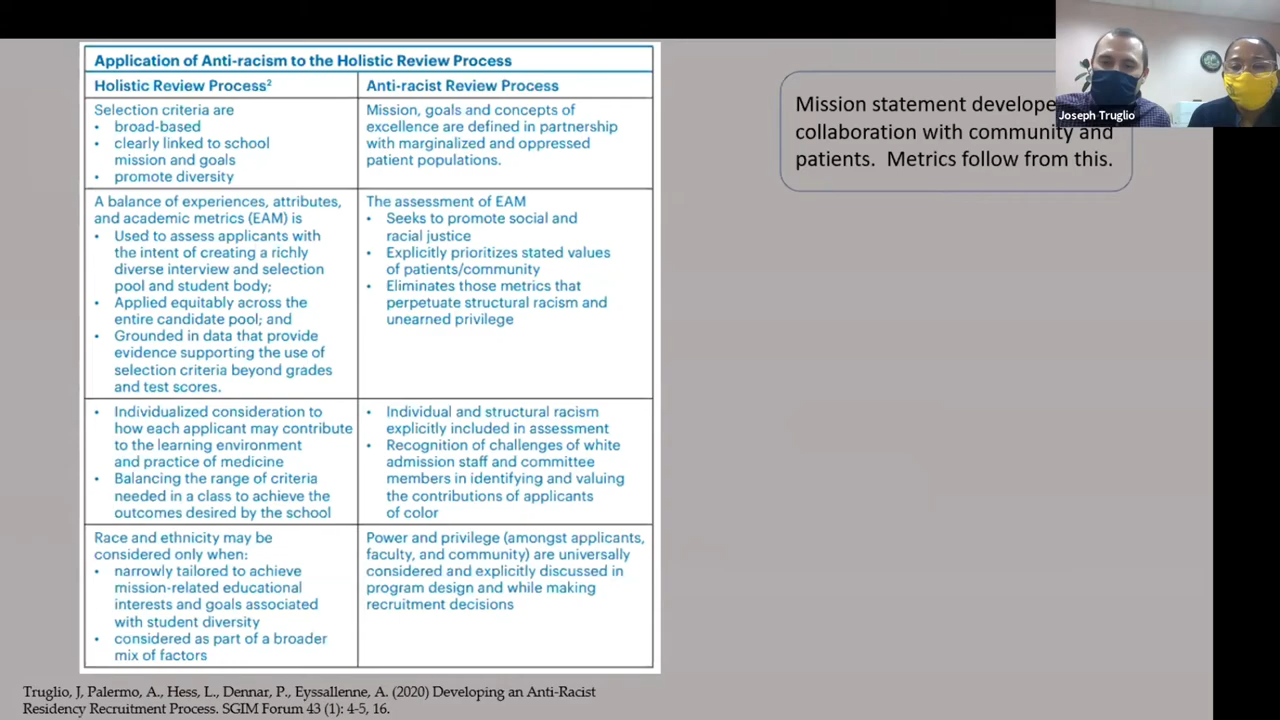 Application of Anti-racism to the Holistic Review Process
Holistic Review Process²
Anti-racist Review Process
Selection criteria are
• broad-based
• clearly linked to school
mission and goals
• promote diversity
Mission, goals and concepts of
excellence are defined in partnership
with marginalized and oppressed
patient populations.
A balance of experiences, attributes,
and academic metrics (EAM) is
• Used to assess applicants with
the intent of creating a richly
diverse interview and selection
pool and student body;
• Applied equitably across the
entire candidate pool; and
• Grounded in data that provide
evidence supporting the use of
selection criteria beyond grades
and test scores.
The assessment of EAM
• Seeks to promote social and
racial justice
• Explicitly prioritizes stated values
of patients/community
• Eliminates those metrics that
perpetuate structural racism and
unearned privilege
• Individualized consideration to
how each applicant may contribute
to the learning environment
and practice of medicine
• Balancing the range of criteria
needed in a class to achieve the
outcomes desired by the school
• Individual and structural racism
explicitly included in assessment
• Recognition of challenges of white
admission staff and committee
members in identifying and valuing
the contributions of applicants
of color
Race and ethnicity may be
considered only when:
• narrowly tailored to achieve
mission-related educational
interests and goals associated
with student diversity
• considered as part of a broader
mix of factors
Power and privilege (amongst applicants,
faculty, and community) are universally
considered and explicitly discussed in
program design and while making
recruitment decisions
Mission statement develope
collaboration with community and
patients. Metrics follow from this.
Joseph Truglio
Truglio, J, Palermo, A., Hess, L., Dennar, P., Eyssallenne, A. (2020) Developing an Anti-Racist
Residency Recruitment Process. SGIM Forum 43 (1): 4-5, 16.